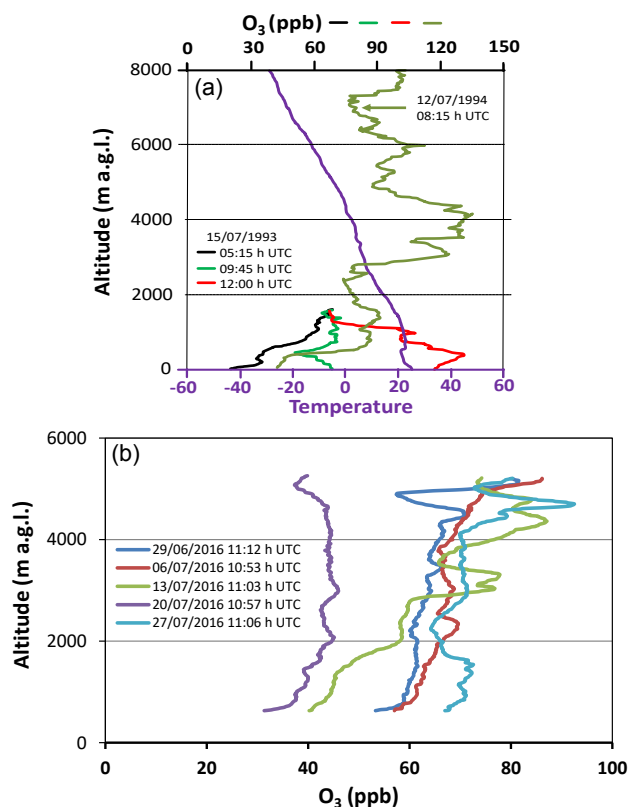 O3 (ppb)
0 30 60 90 120 150
(a)
8000
6000
4000
2000
0
Altitude (m a.g.l.)
12/07/1994
08:15 h UTC
15/07/1993
05:15 h UTC
09:45 h UTC
12:00 h UTC
-60 -40 -20 0 20 40 60
Temperature
(b)
6000
4000
2000
0
Altitude (m a.g.l.)
29/06/2016 11:12 h UTC
06/07/2016 10:53 h UTC
13/07/2016 11:03 h UTC
20/07/2016 10:57 h UTC
27/07/2016 11:06 h UTC
0 20 40 60 80 100
O3 (ppb)